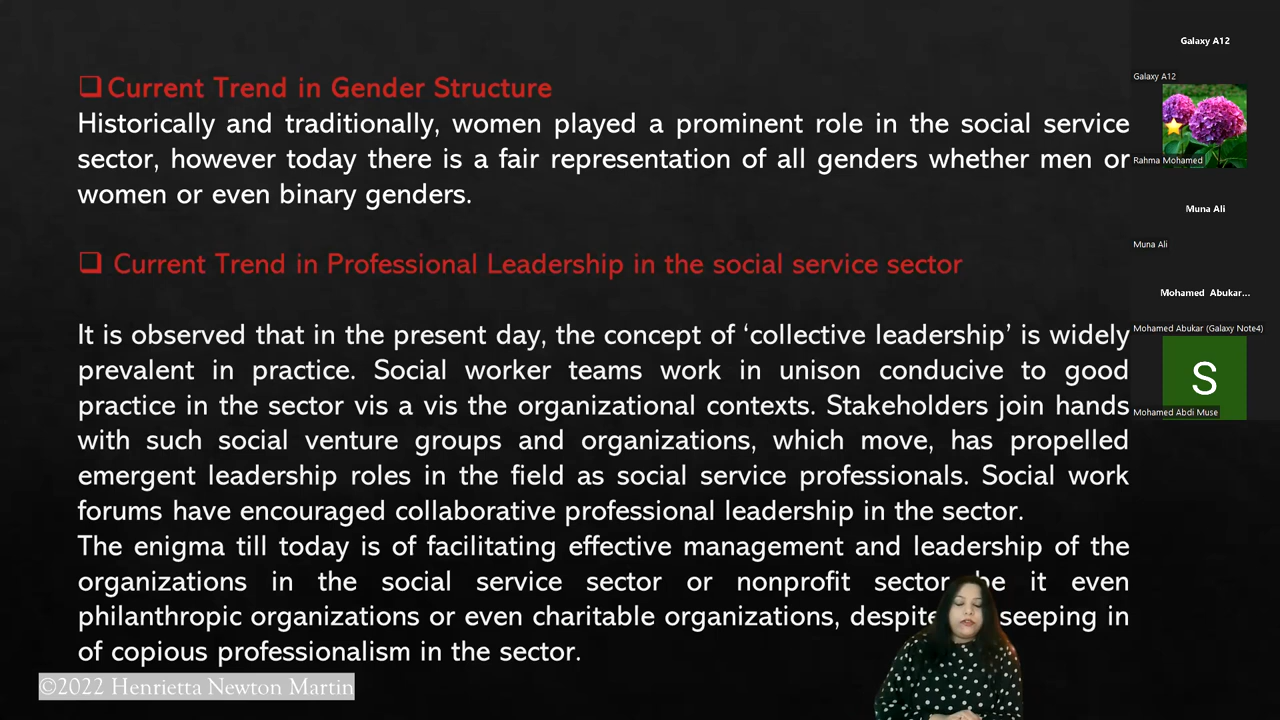 Current Trend in Gender Structure
Historically and traditionally, women played a prominent role in the social service
sector, however today there is a fair representation of all genders whether men or
women or even binary genders.
Current Trend in Professional Leadership in the social service sector
It is observed that in the present day, the concept of ‘collective leadership’ is widely
prevalent in practice. Social worker teams work in unison conducive to good
practice in the sector vis a vis the organizational contexts. Stakeholders join hands
with such social venture groups and organizations, which move, has propelled
emergent leadership roles in the field as social service professionals. Social work
forums have encouraged collaborative professional leadership in the sector.
The enigma till today is of facilitating effective management and leadership of the
organizations in the social service sector or nonprofit sector be it even
philanthropic organizations or even charitable organizations, despite seeping in
of copious professionalism in the sector.
©2022 Henrietta Newton Martin
Galaxy A12
Galaxy A12
Rahma Mohamed
Muna Ali
Muna Ali
Mohamed Abukar...
Mohamed Abukar (Galaxy Note4)
S
Mohamed Abdi Muse